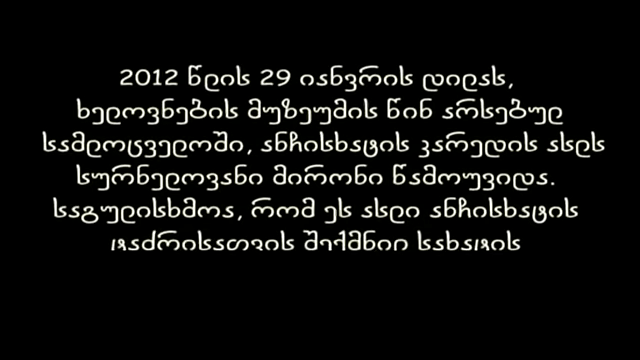 2012 წლის 29 იანვრის დილას,
ხელოვნების მუზეუმის წინ არსებულ
სამლოცველოში, ანჩისხატის კარედის ასლს
სურნელოვანი მირონი წამოუვიდა.
საგულისხმოა, რომ ეს ასლი ანჩისხატის
ტაძრისათვის შექმნილ სახატის